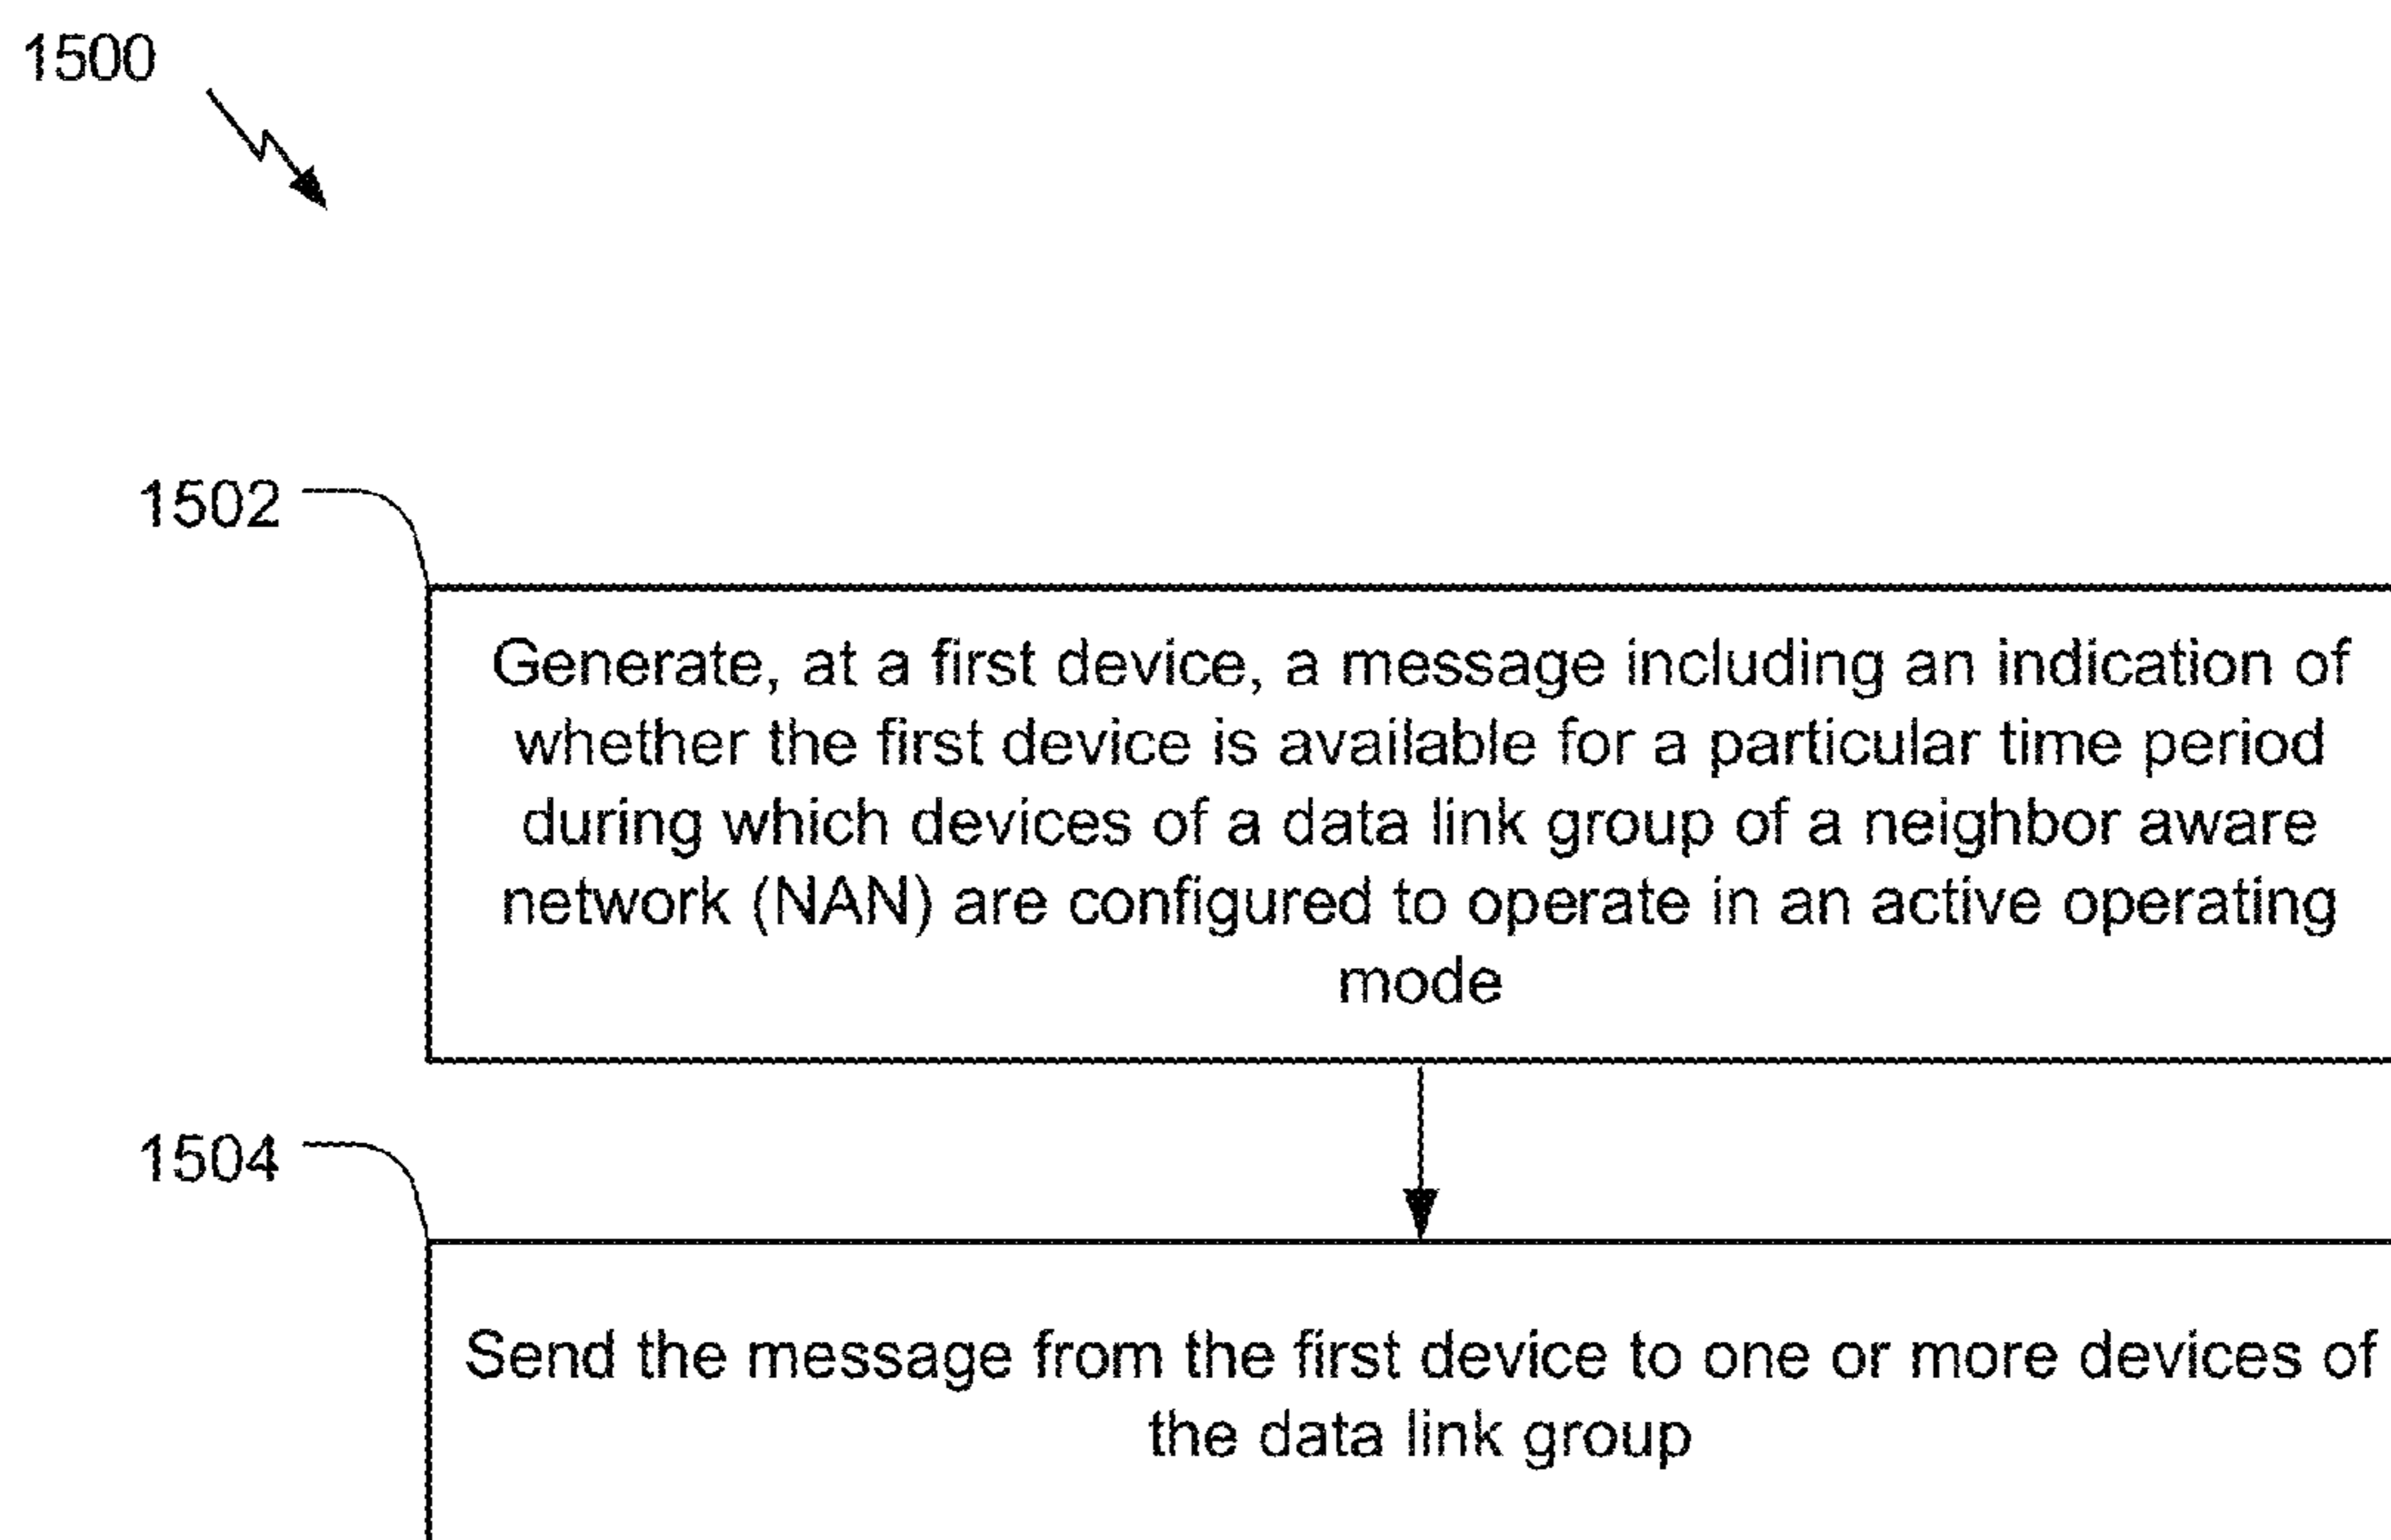 1500
1502
Generate, at a first device, a message including an indication of
whether the first device is available for a particular time period
during which devices of a data link group of a neighbor aware
network (NAN) are configured to operate in an active operating
mode
1504
Send the message from the first device to one or more devices of
the data link group